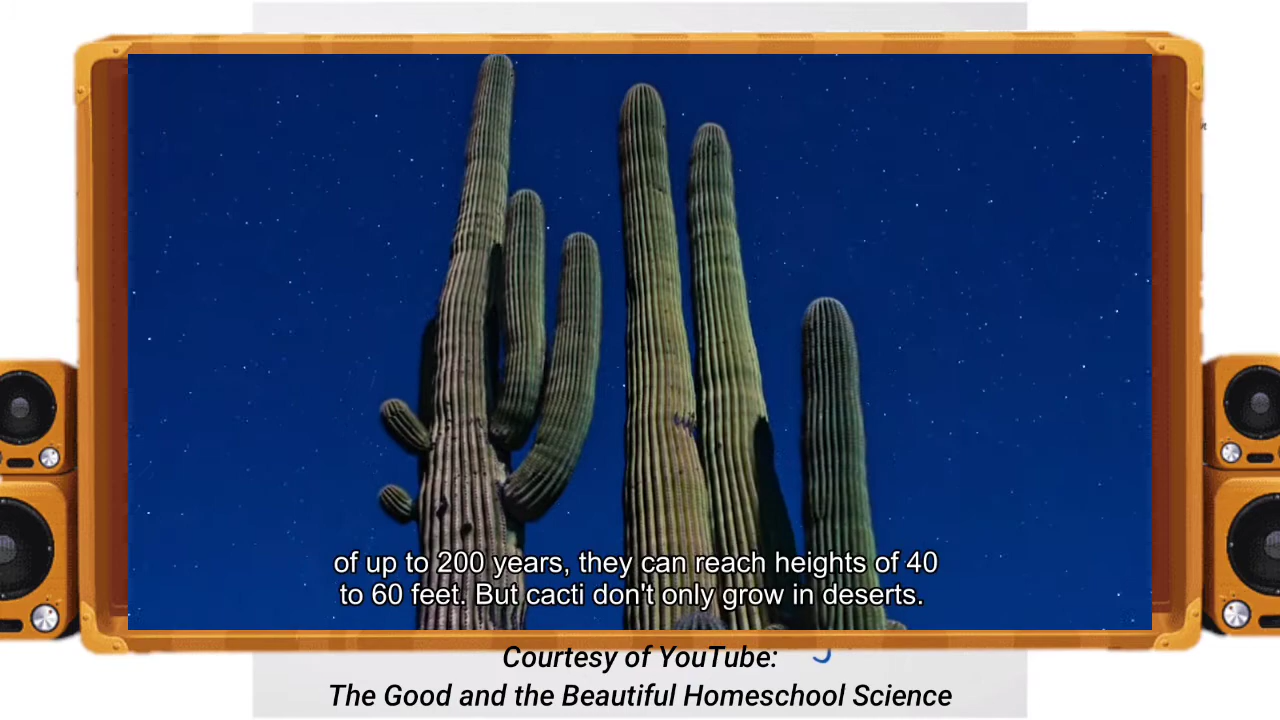 of up to 200 years, they can reach heights of 40
to 60 feet. But cacti don't only grow in deserts.
Courtesy of YouTube:
The Good and the Beautiful Homeschool Science